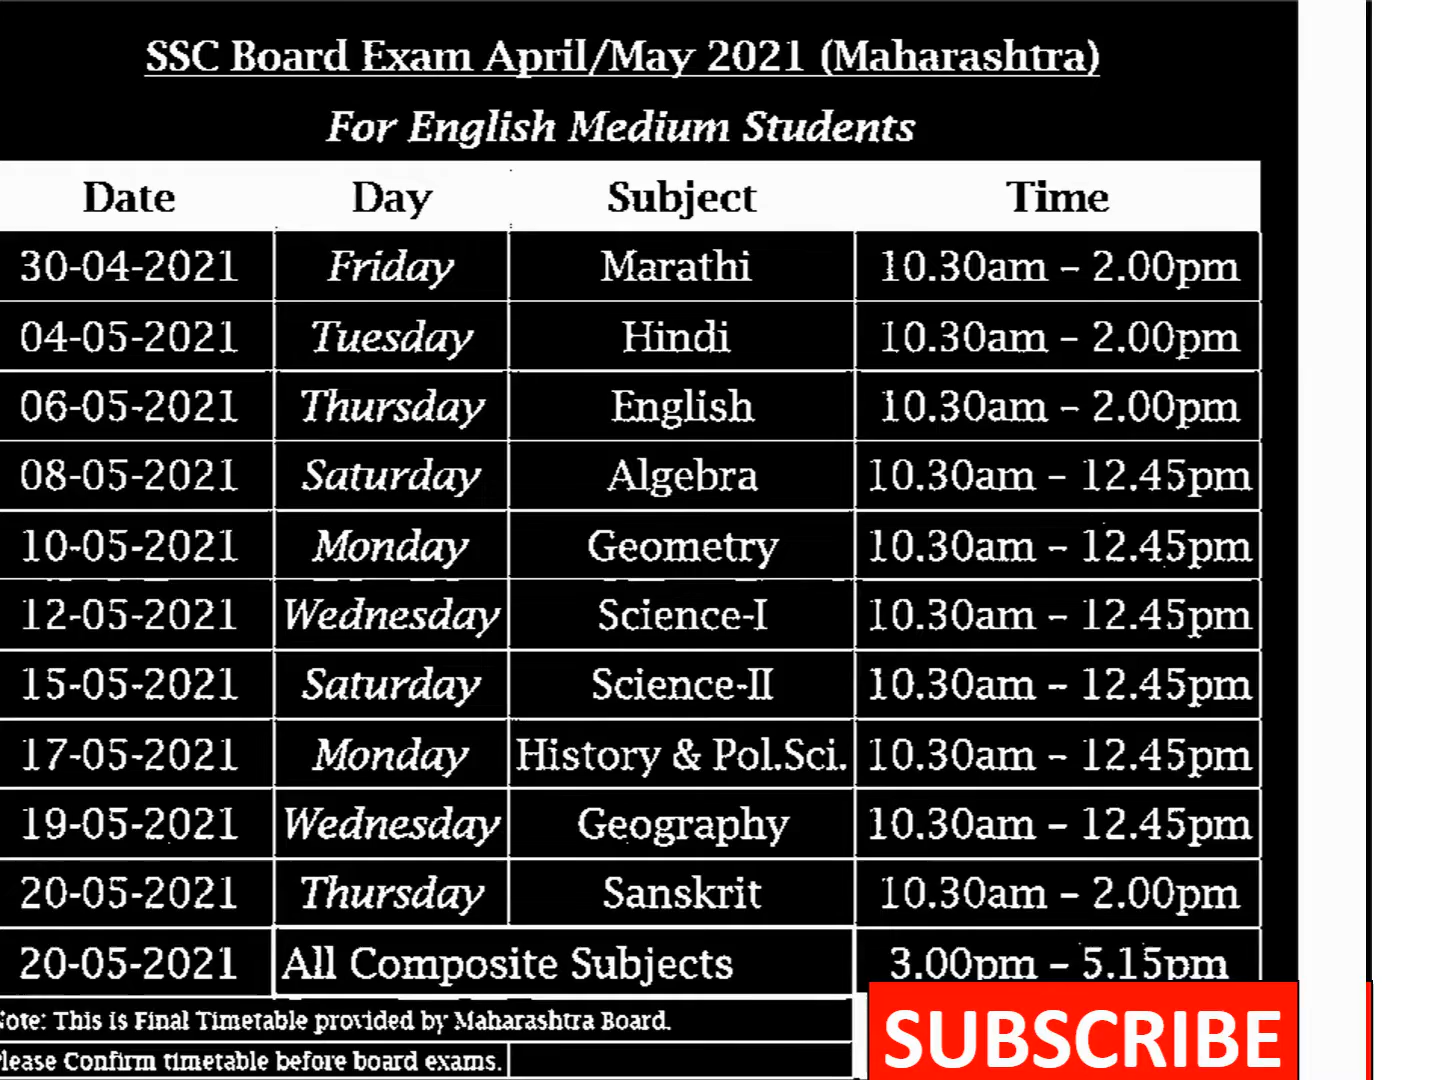 SSC Board Exam April/May 2021 (Maharashtra)
For English Medium Students
Date Day Subject Time
30-04-2021 Friday Marathi 10.30am – 2.00pm
04-05-2021 Tuesday Hindi 10.30am – 2.00pm
06-05-2021 Thursday English 10.30am – 2.00pm
08-05-2021 Saturday Algebra 10.30am – 12.45pm
10-05-2021 Monday Geometry 10.30am – 12.45pm
12-05-2021 Wednesday Science-I 10.30am – 12.45pm
15-05-2021 Saturday Science-II 10.30am – 12.45pm
17-05-2021 Monday History & Pol.Sci. 10.30am – 12.45pm
19-05-2021 Wednesday Geography 10.30am – 12.45pm
20-05-2021 Thursday Sanskrit 10.30am – 2.00pm
20-05-2021 All Composite Subjects 3.00pm – 5.15pm
ote: This is Final Timetable provided by Maharashtra Board.
lease Confirm timetable before board exams.
SUBSCRIBE